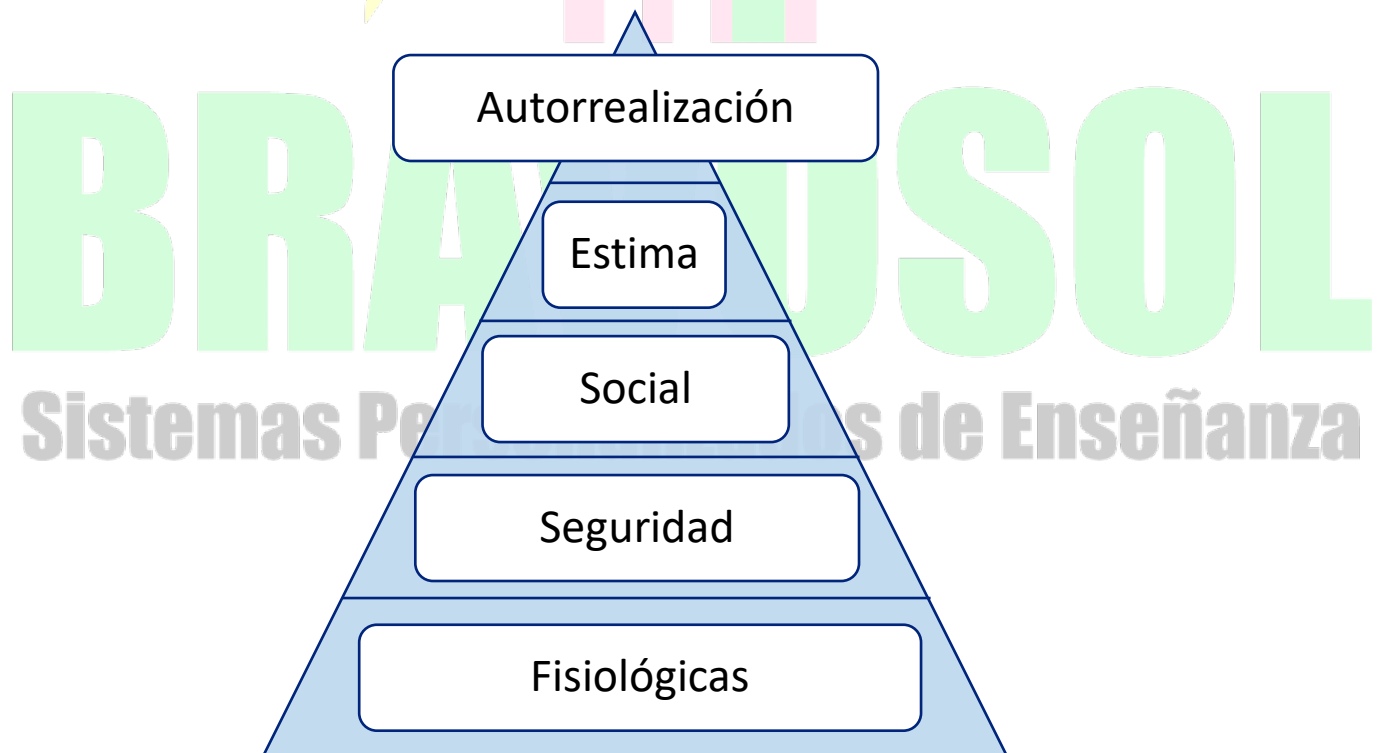 Autorrealización
Estima
Social
Seguridad
Fisiológicas
de Enseñanza
Sistemas